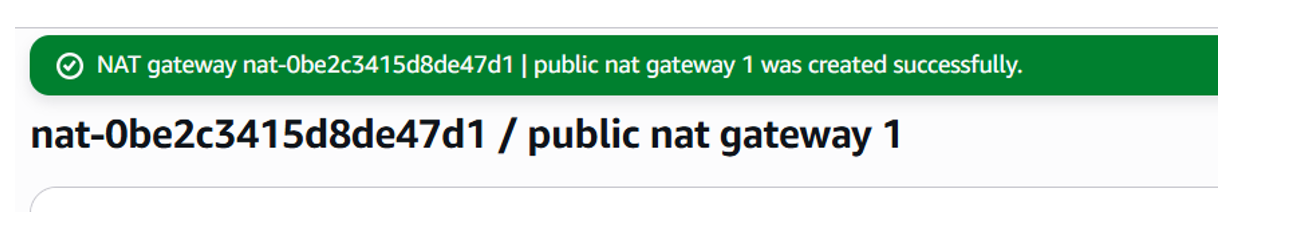 NAT gateway nat-0be2c3415d8de47d1 | public nat gateway 1 was created successfully.
nat-0be2c3415d8de47d1 / public nat gateway 1